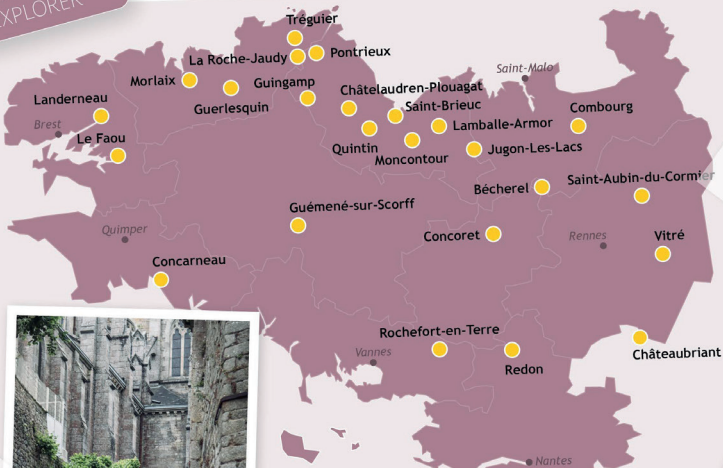 EXPLORER
Tréguier
La Roche-Jaudy
Pontrieux
Saint-Malo
Morlaix
Guingamp
Châtelaudren-Plouagat
Landerneau
Guerlesquin
Saint-Brieuc
Combourg
Brest
Lamballe-Armor
Le Faou
Quintin
Jugon-Les-Lacs
Moncontour
Bécherel
Saint-Aubin-du-Cormier
Guémené-sur-Scorff
Quimper
Concoret
Rennes
Vitré
Concarneau
Rochefort-en-Terre
Vannes
Châteaubriant
Redon
Nantes